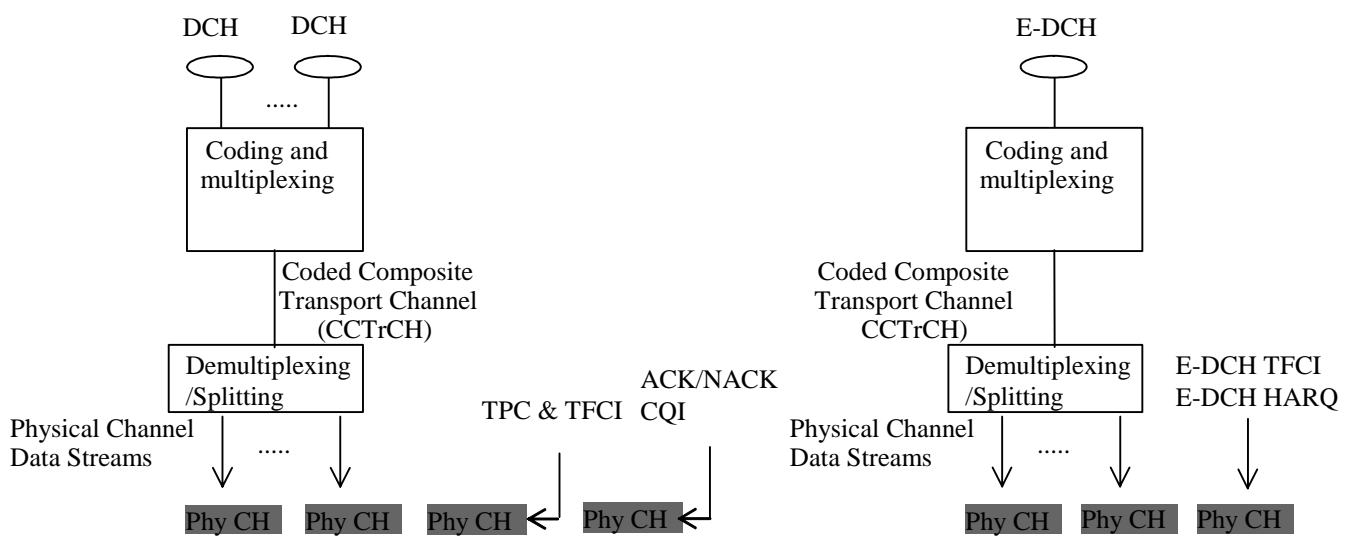 DCH DCH
.....
Coding and
multiplexing
Coded Composite
Transport Channel
(CCTrCH)
Demultiplexing
/Splitting
Physical Channel
Data Streams
.....
TPC & TFCI
ACK/NACK
CQI
Phy CH Phy CH Phy CH Phy CH
E-DCH
Coding and
multiplexing
Coded Composite
Transport Channel
CCTrCH)
Demultiplexing
/Splitting
Physical Channel
Data Streams
.....
E-DCH TFCI
E-DCH HARQ
Phy CH Phy CH Phy CH